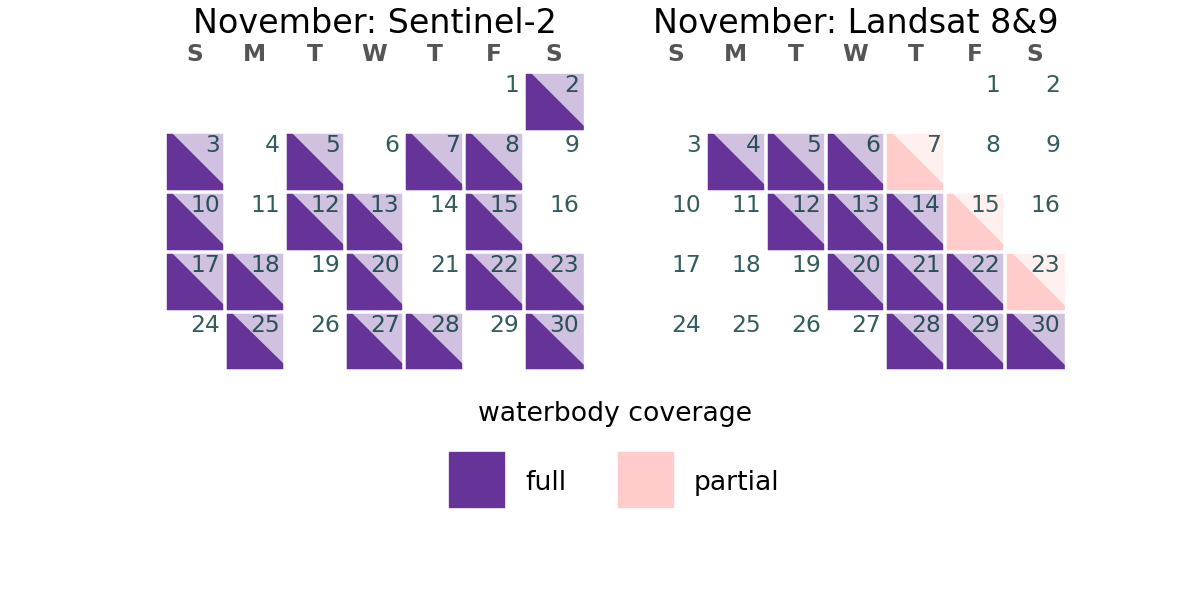 November: Sentinel-2
S M T W T F S
1 2
3 4 5 6 7 8 9
10 11 12 13 14 15 16
17 18 19 20 21 22 23
24 25 26 27 28 29 30
November: Landsat 8&9
S M T W T F S
1 2
3 4 5 6 7 8 9
10 11 12 13 14 15 16
17 18 19 20 21 22 23
24 25 26 27 28 29 30
waterbody coverage
full
partial